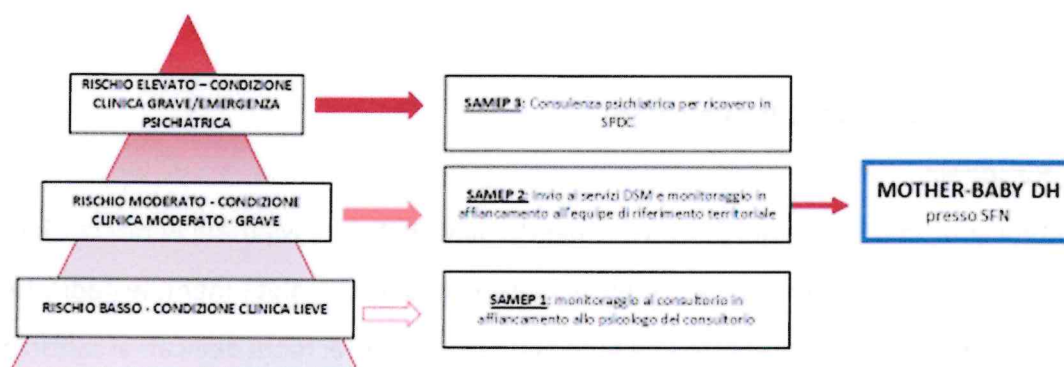 RISCHIO ELEVATO – CONDIZIONE
CLINICA GRAVE/EMERGENZA
PSICHIATRICA
SAMEP 3: Consulenza psichiatrica per ricovero in
SPDC
RISCHIO MODERATO - CONDIZIONE
CLINICA MODERATO - GRAVE
SAMEP 2: Invio ai servizi DSM e monitoraggio in
affiancamento all'equipe di riferimento territoriale
MOTHER-BABY DH
presso SFN
RISCHIO BASSO - CONDIZIONE CLINICA LIEVE
SAMEP 1: monitoraggio al consultorio in
affiancamento allo psicologo del consultorio